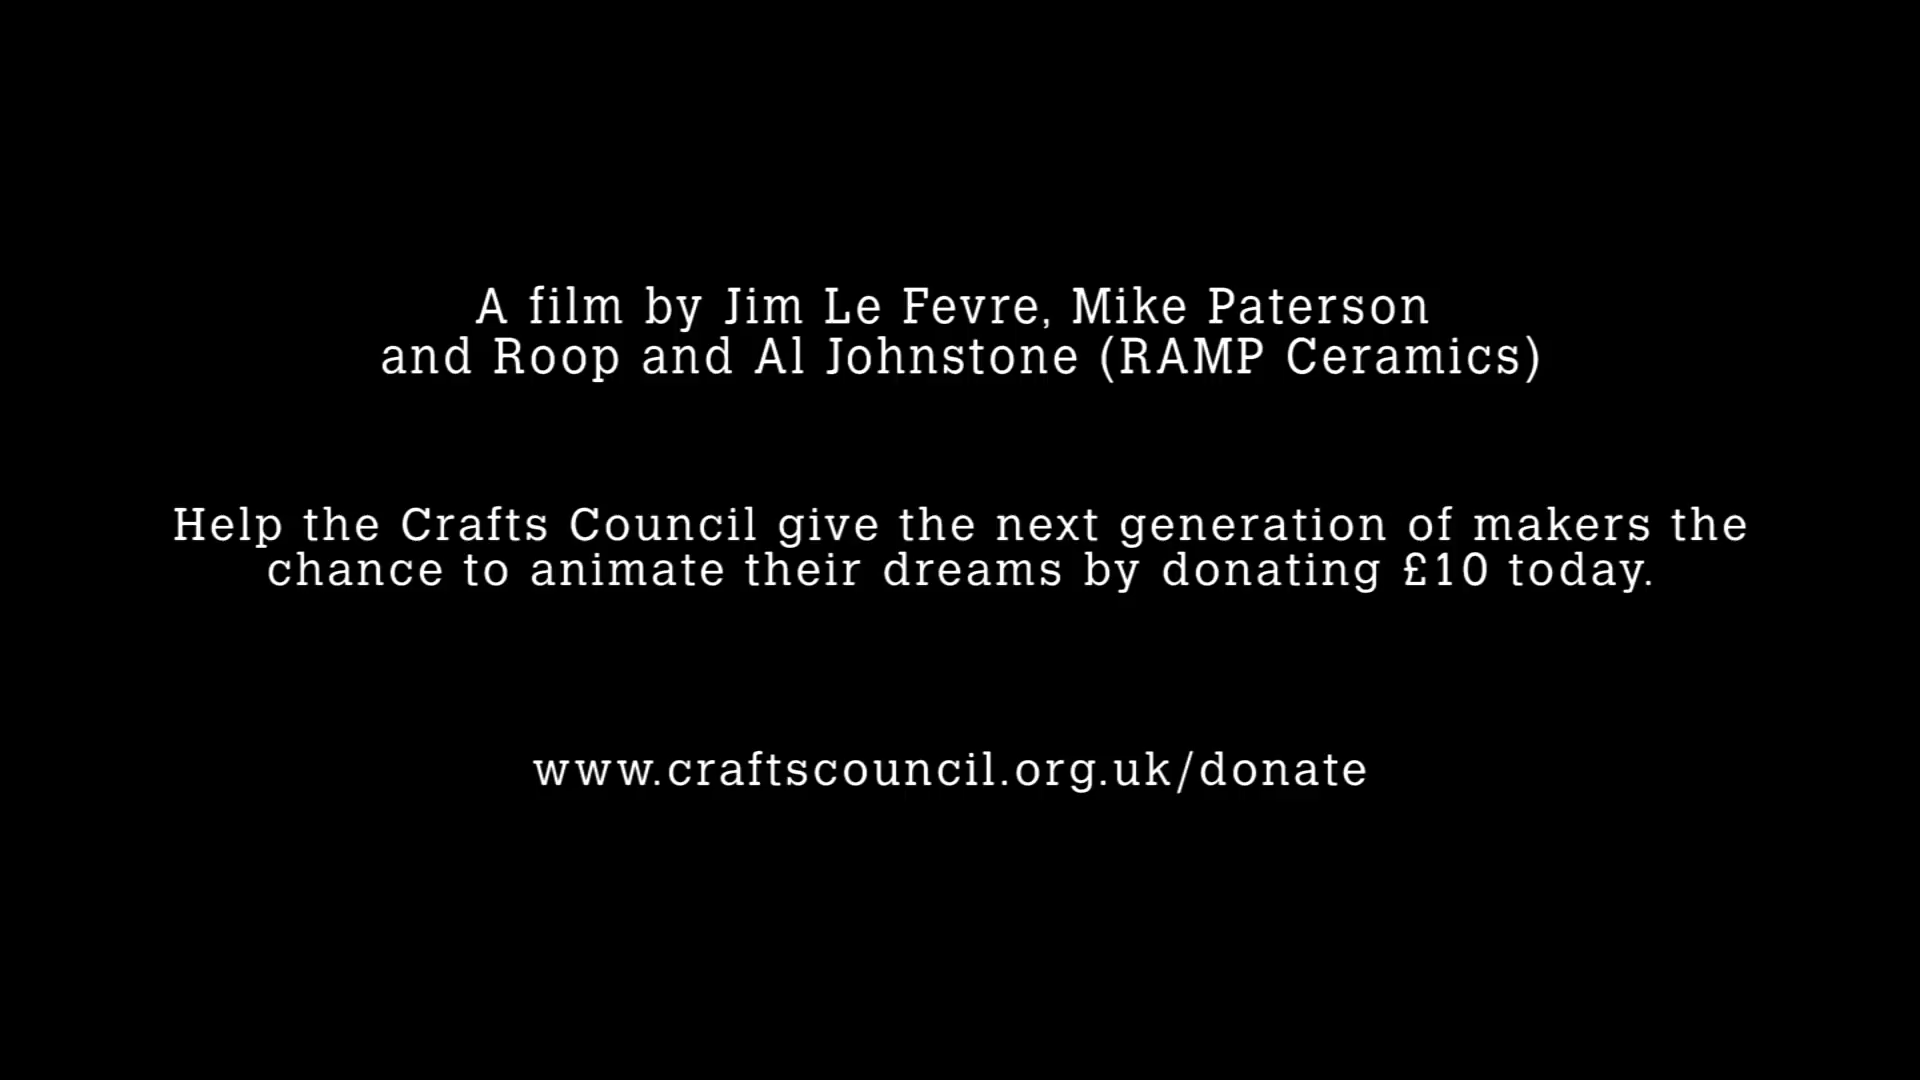 A film by Jim Le Fevre, Mike Paterson
and Roop and Al Johnstone (RAMP Ceramics)
Help the Crafts Council give the next generation of makers the
chance to animate their dreams by donating £10 today.
www.craftscouncil.org.uk/donate